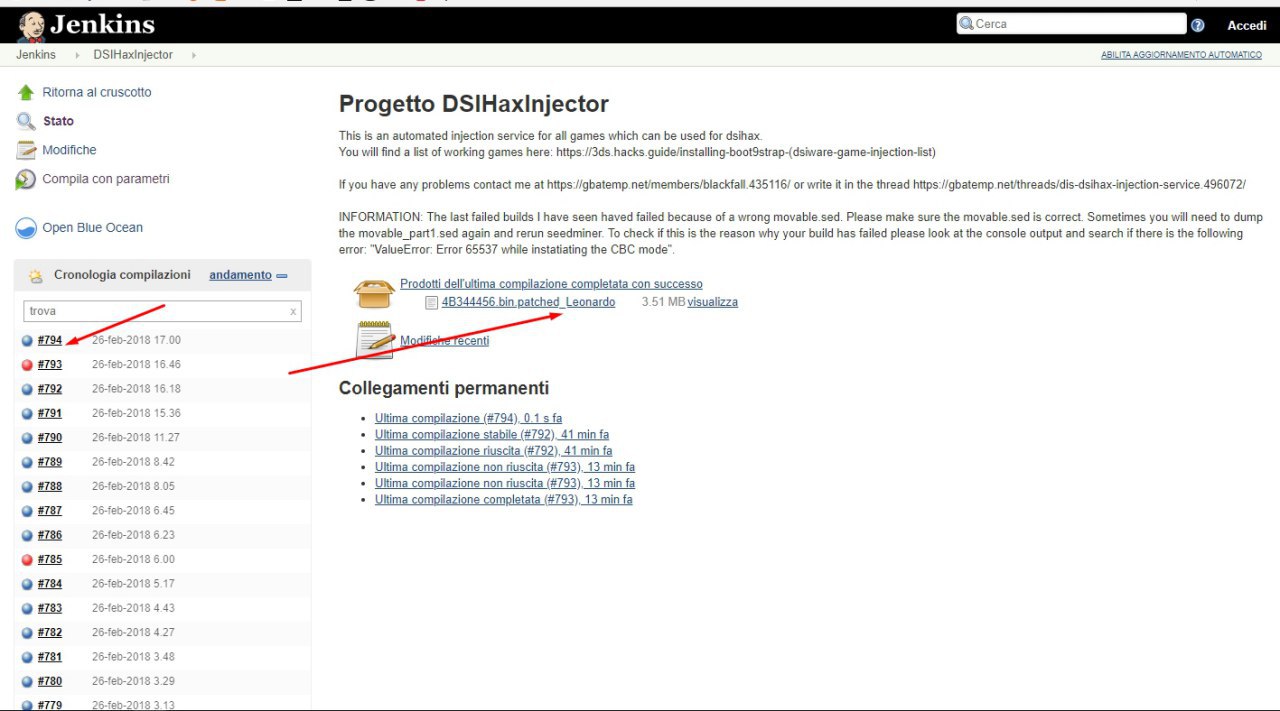 Jenkins
Cerca
Accedi
Jenkins
DSIHaxInjector
ABILITA AGGIORNAMENTO AUTOMATICO
Ritorna al cruscotto
Stato
Modifiche
Compila con parametri
Open Blue Ocean
Cronologia compilazioni andamento
trova x
#794 26-feb-2018 17.00
#793 26-feb-2018 16.46
#792 26-feb-2018 16.18
#791 26-feb-2018 15.36
#790 26-feb-2018 11.27
#789 26-feb-2018 8.42
#788 26-feb-2018 8.05
#787 26-feb-2018 6.45
#786 26-feb-2018 6.23
#785 26-feb-2018 6.00
#784 26-feb-2018 5.17
#783 26-feb-2018 4.43
#782 26-feb-2018 4.27
#781 26-feb-2018 3.48
#780 26-feb-2018 3.29
#779 26-feb-2018 3.13
Progetto DSIHaxInjector
This is an automated injection service for all games which can be used for dsihax.
You will find a list of working games here: https://3ds.hacks.guide/installing-boot9strap-(dsiware-game-injection-list)
If you have any problems contact me at https://gbatemp.net/members/blackfall.435116/ or write it in the thread https://gbatemp.net/threads/dis-dsihax-injection-service.496072/
INFORMATION: The last failed builds I have seen haved failed because of a wrong movable.sed. Please make sure the movable.sed is correct. Sometimes you will need to dump
the movable_part1.sed again and rerun seedminer. To check if this is the reason why your build has failed please look at the console output and search if there is the following
error: "ValueError: Error 65537 while instatiating the CBC mode".
Prodotti dell'ultima compilazione completata con successo
4B344456.bin.patched_Leonardo 3.51 MB visualizza
Modifiche recenti
Collegamenti permanenti
Ultima compilazione (#794), 0.1 s fa
Ultima compilazione stabile (#792), 41 min fa
Ultima compilazione riuscita (#792), 41 min fa
Ultima compilazione non riuscita (#793), 13 min fa
Ultima compilazione non riuscita (#793), 13 min fa
Ultima compilazione completata (#793), 13 min fa